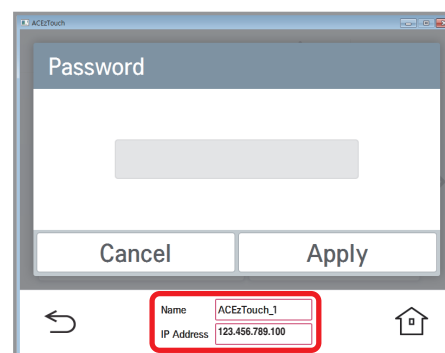 ACEzTouch
Password
Cancel Apply
Name ACEzTouch_1
IP Address 123.456.789.100